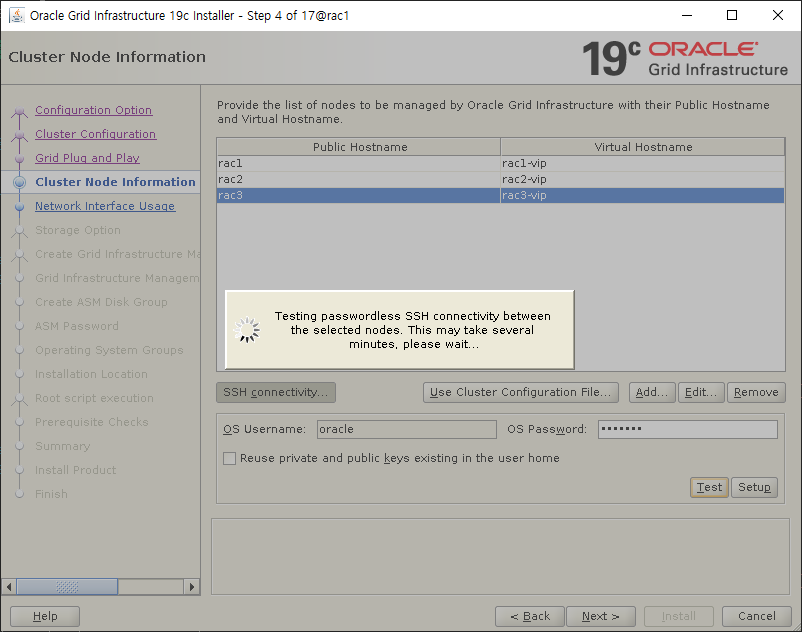 Oracle Grid Infrastructure 19c Installer - Step 4 of 17@rac1
Cluster Node Information
19c ORACLE
Grid Infrastructure
Configuration Option
Cluster Configuration
Grid Plug and Play
Cluster Node Information
Network Interface Usage
Storage Option
Create Grid Infrastructure Ma
Grid Infrastructure Managem
Create ASM Disk Group
ASM Password
Operating System Groups
Installation Location
Root script execution
Prerequisite Checks
Summary
Install Product
Finish
Provide the list of nodes to be managed by Oracle Grid Infrastructure with their Public Hostname
and Virtual Hostname.
Public Hostname Virtual Hostname
rac1 rac1-vip
rac2 rac2-vip
rac3 rac3-vip
Testing passwordless SSH connectivity between
the selected nodes. This may take several
minutes, please wait...
SSH connectivity... Use Cluster Configuration File... Add... Edit... Remove
OS Username: oracle OS Password: •••••••
Reuse private and public keys existing in the user home
Test Setup
Help < Back Next > Install Cancel